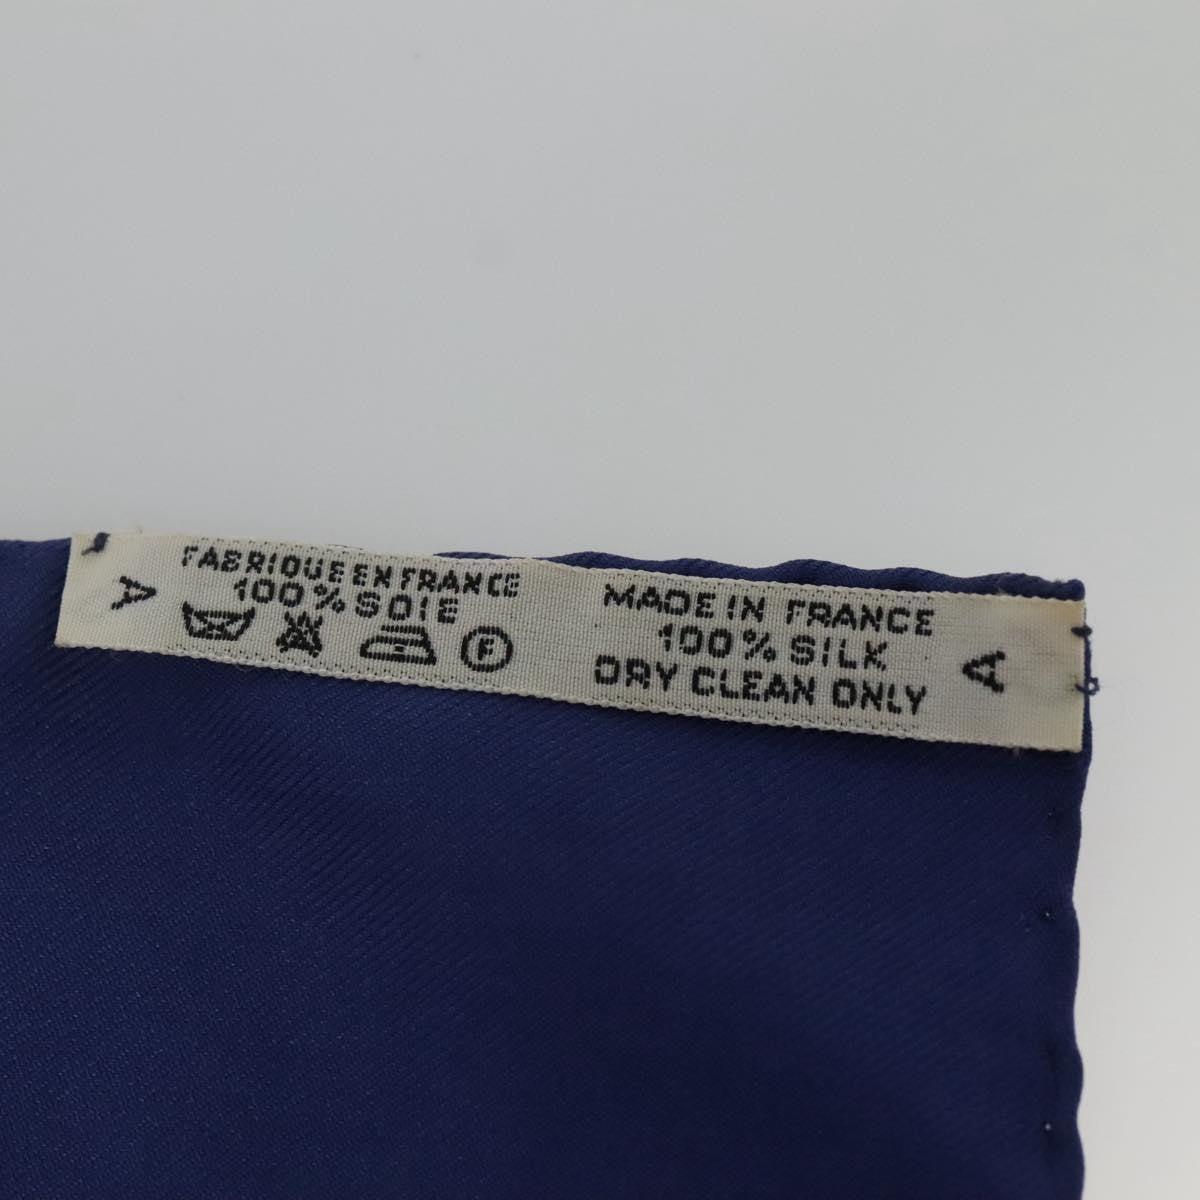 A
FABRIQUE EN FRANCE
100% SOIE
F
MADE IN FRANCE
100% SILK
DRY CLEAN ONLY
A